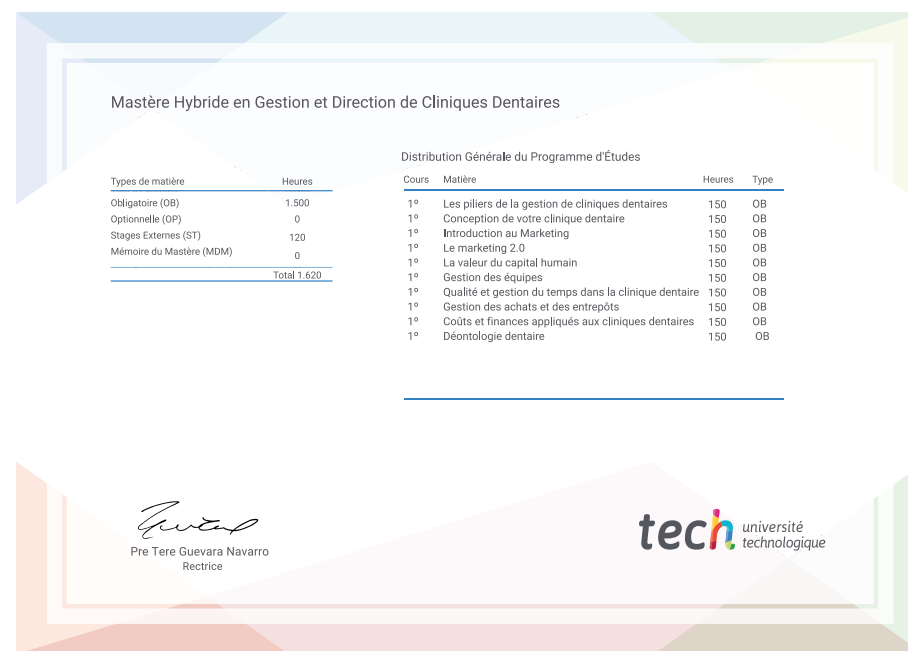 Mastère Hybride en Gestion et Direction de Cliniques Dentaires
Types de matière Heures
Obligatoire (OB) 1.500
Optionnelle (OP) 0
Stages Externes (ST) 120
Mémoire du Mastère (MDM) 0
Total 1.620
Distribution Générale du Programme d'Études
Cours Matière Heures Type
1º Les piliers de la gestion de cliniques dentaires 150 OB
1º Conception de votre clinique dentaire 150 OB
1º Introduction au Marketing 150 OB
1º Le marketing 2.0 150 OB
1º La valeur du capital humain 150 OB
1º Gestion des équipes 150 OB
1º Qualité et gestion du temps dans la clinique dentaire 150 OB
1º Gestion des achats et des entrepôts 150 OB
1º Coûts et finances appliqués aux cliniques dentaires 150 OB
1º Déontologie dentaire 150 OB
Pre Tere Guevara Navarro
Rectrice
tech université
technologique